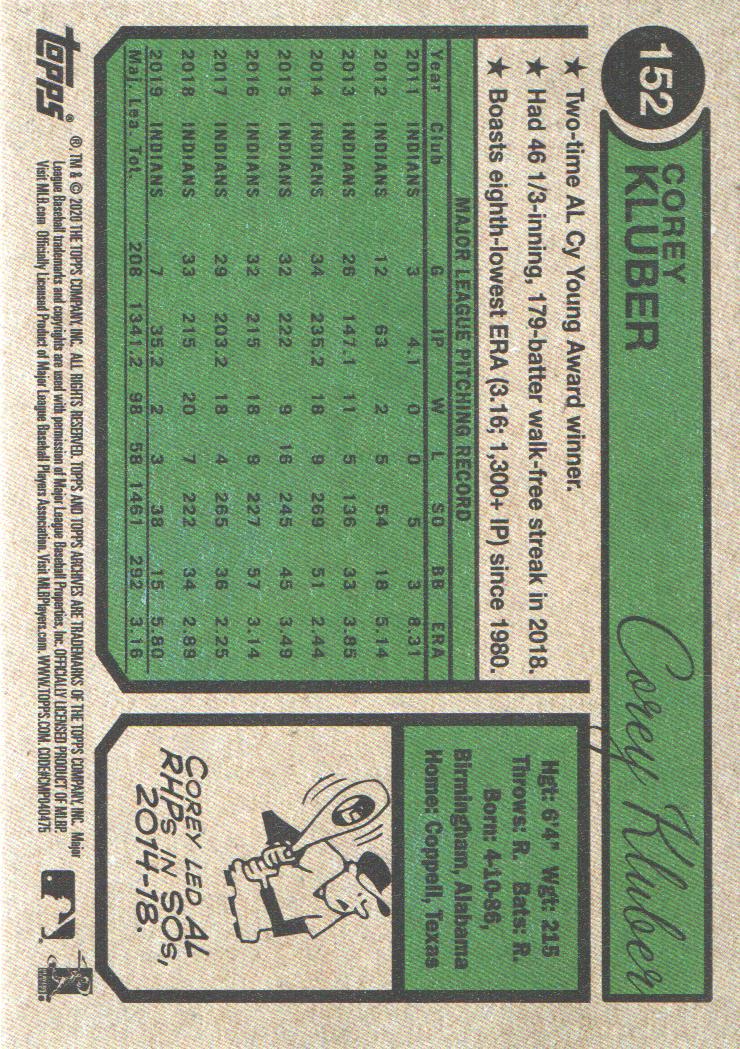 152
COREY
KLUBER
Corey Kluber
★ Two-time AL Cy Young Award winner.
★ Had 46 1/3-inning, 179-batter walk-free streak in 2018.
★ Boasts eighth-lowest ERA (3.16; 1,300+ IP) since 1980.
MAJOR LEAGUE PITCHING RECORD
Year Club G IP W L SO BB ERA
2011 INDIANS 3 4.1 0 0 5 3 8.31
2012 INDIANS 12 63 2 5 54 18 5.14
2013 INDIANS 26 147.1 11 5 136 33 3.85
2014 INDIANS 34 235.2 18 9 269 51 2.44
2015 INDIANS 32 222 9 16 245 45 3.49
2016 INDIANS 32 215 18 9 227 57 3.14
2017 INDIANS 29 203.2 18 4 265 36 2.25
2018 INDIANS 33 215 20 7 222 34 2.89
2019 INDIANS 7 35.2 2 3 38 15 5.80
Maj. Lea. Tot. 208 1341.2 98 58 1461 292 3.16
Hgt: 6'4" Wgt: 215
Throws: R. Bats: R.
Born: 4-10-86,
Birmingham, Alabama
Home: Coppell, Texas
COREY LED AL
RHPs IN SOs,
2014-18.
topps®
®, TM & © 2020 THE TOPPS COMPANY, INC. ALL RIGHTS RESERVED. TOPPS AND TOPPS ARCHIVES ARE TRADEMARKS OF THE TOPPS COMPANY, INC. Major
League Baseball trademarks and copyrights are used with permission of Major League Baseball Properties, Inc. OFFICIALLY LICENSED PRODUCT OF MLBP.
Visit MLB.com Officially Licensed Product of Major League Baseball Players Association. Visit MLBPlayers.com. WWW.TOPPS.COM. CODE#CMP040475